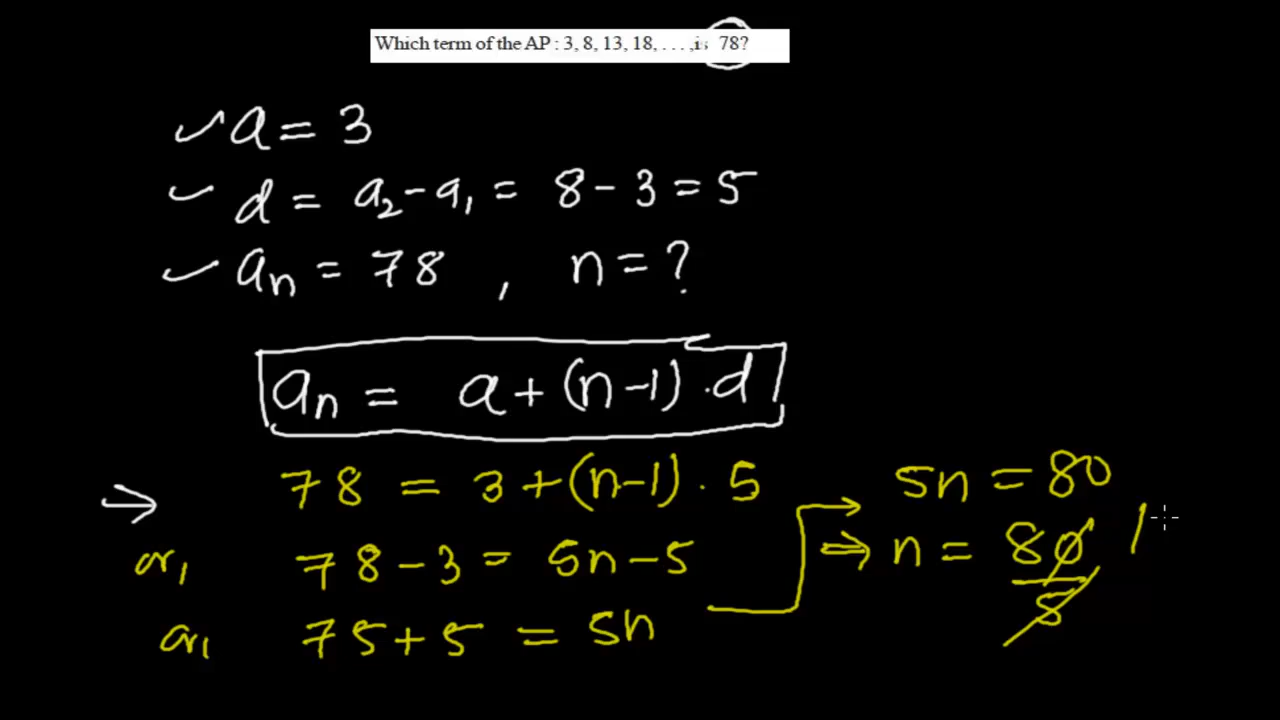 Which term of the AP : 3, 8, 13, 18, . . . ,is 78?
✓a = 3
✓ d = a₂ - a₁ = 8 - 3 = 5
✓ aₙ = 78 , n = ?
aₙ = a + (n-1) . d
⇒ 78 = 3 + (n-1) . 5
or, 78 - 3 = 5n - 5
or, 75 + 5 = 5n
5n = 80
⇒ n = 80/5 1